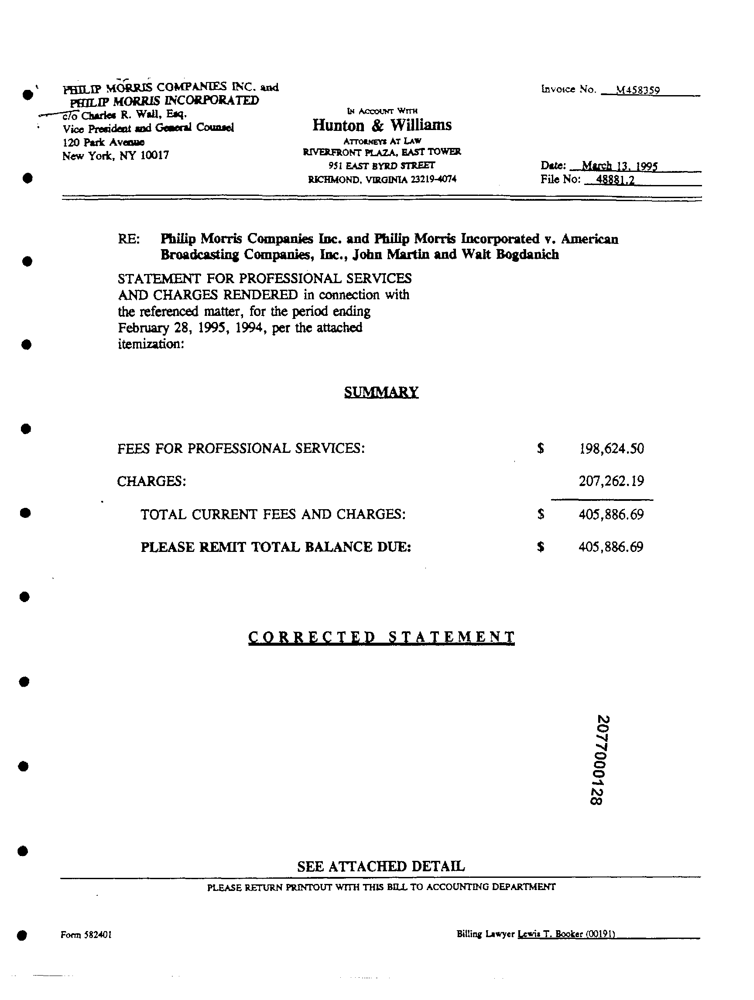 PHILIP MORRIS COMPANIES INC. and
PHILIP MORRIS INCORPORATED
c/o Charles R. Wall, Esq.
Vice President and General Counsel
120 Park Avenue
New York, NY 10017
IN ACCOUNT WITH
Hunton & Williams
ATTORNEYS AT LAW
RIVERFRONT PLAZA, EAST TOWER
951 EAST BYRD STREET
RICHMOND, VIRGINIA 23219-4074
Invoice No. M458359
Date: March 13, 1995
File No: 48881.2
RE: Philip Morris Companies Inc. and Philip Morris Incorporated v. American
Broadcasting Companies, Inc., John Martin and Walt Bogdanich
STATEMENT FOR PROFESSIONAL SERVICES
AND CHARGES RENDERED in connection with
the referenced matter, for the period ending
February 28, 1995, 1994, per the attached
itemization:
SUMMARY
FEES FOR PROFESSIONAL SERVICES: $ 198,624.50
CHARGES: 207,262.19
TOTAL CURRENT FEES AND CHARGES: $ 405,886.69
PLEASE REMIT TOTAL BALANCE DUE: $ 405,886.69
CORRECTED STATEMENT
2077000128
SEE ATTACHED DETAIL
PLEASE RETURN PRINTOUT WITH THIS BILL TO ACCOUNTING DEPARTMENT
Form 582401
Billing Lawyer Lewis T. Booker (00191)